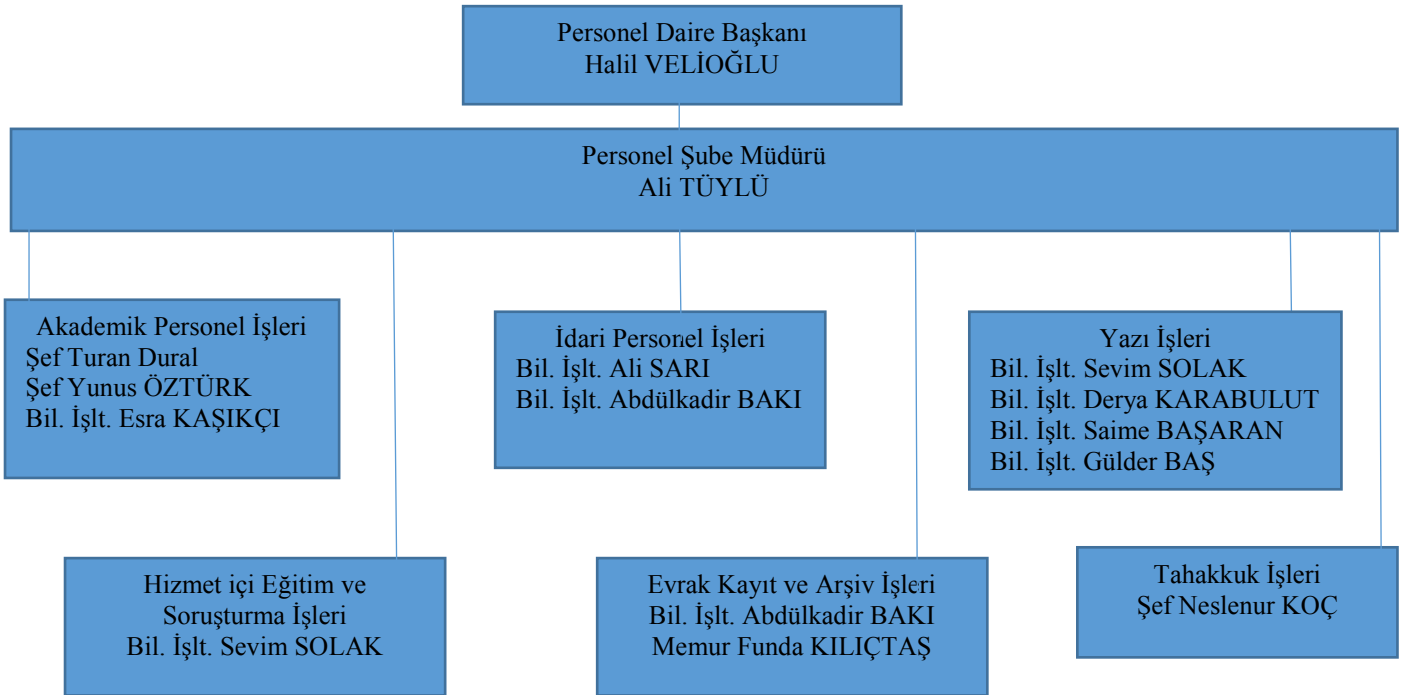 Personel Daire Başkanı
Halil VELİOĞLU
Personel Şube Müdürü
Ali TÜYLÜ
Akademik Personel İşleri
Şef Turan Dural
Şef Yunus ÖZTÜRK
Bil. İşlt. Esra KAŞIKÇI
İdari Personel İşleri
Bil. İşlt. Ali SARI
Bil. İşlt. Abdülkadir BAKI
Yazı İşleri
Bil. İşlt. Sevim SOLAK
Bil. İşlt. Derya KARABULUT
Bil. İşlt. Saime BAŞARAN
Bil. İşlt. Gülder BAŞ
Hizmet içi Eğitim ve
Soruşturma İşleri
Bil. İşlt. Sevim SOLAK
Evrak Kayıt ve Arşiv İşleri
Bil. İşlt. Abdülkadir BAKI
Memur Funda KILIÇTAŞ
Tahakkuk İşleri
Şef Neslenur KOÇ